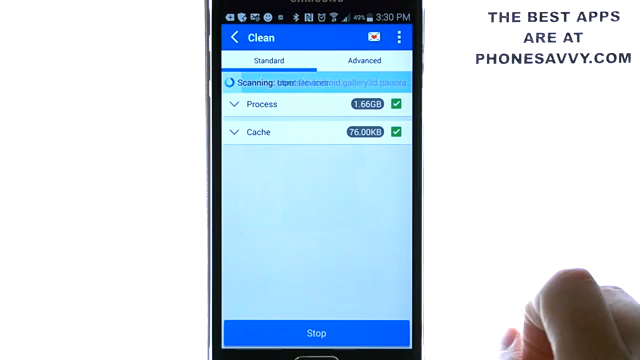 SAMSUNG
49% 3:30 PM
Clean
Standard Advanced
Scanning:
Process 1.66GB
Cache 76.00KB
Stop
THE BEST APPS
ARE AT
PHONESAVVY.COM